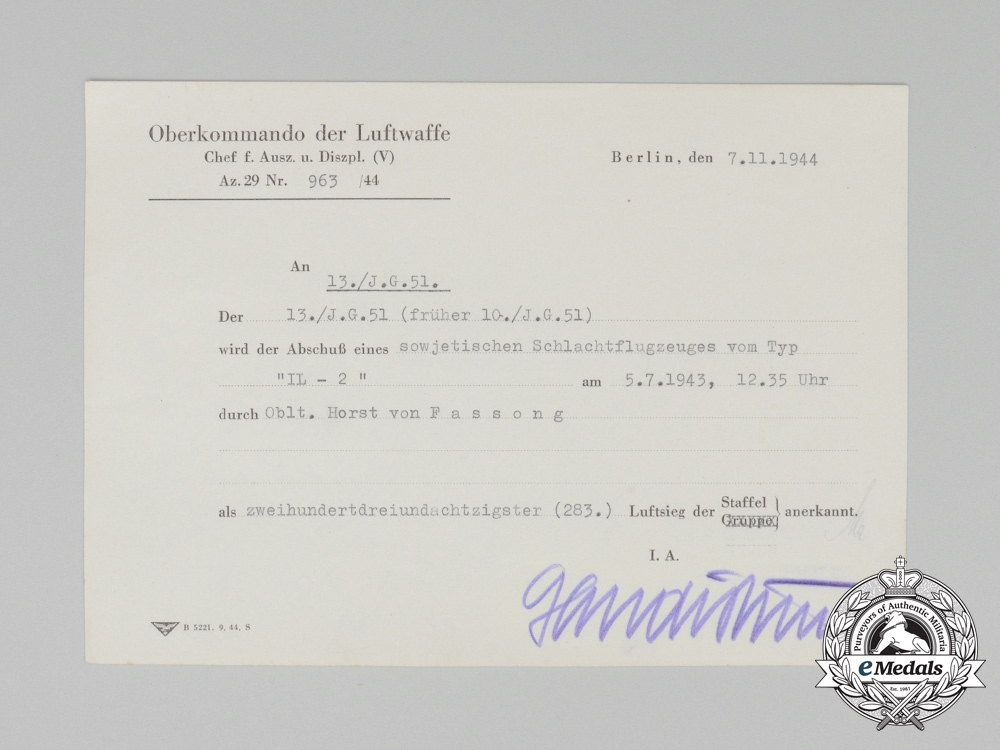 Oberkommando der Luftwaffe
Chef f. Ausz. u. Diszpl. (V)
Az. 29 Nr. 963 /44
Berlin, den 7.11.1944
An
13./J.G.51.
Der 13./J.G.51 (früher 10./J.G.51)
wird der Abschuß eines sowjetischen Schlachtflugzeuges vom Typ
"IL - 2 " am 5.7.1943, 12.35 Uhr
durch Oblt. Horst von F a s s o n g
als zweihundertdreiundachtzigster (283.) Luftsieg der Staffel anerkannt.
Gruppe
I. A.
B 5221. 9. 44. S
Purveyors of Authentic Militaria
eMedals
Est. 1967